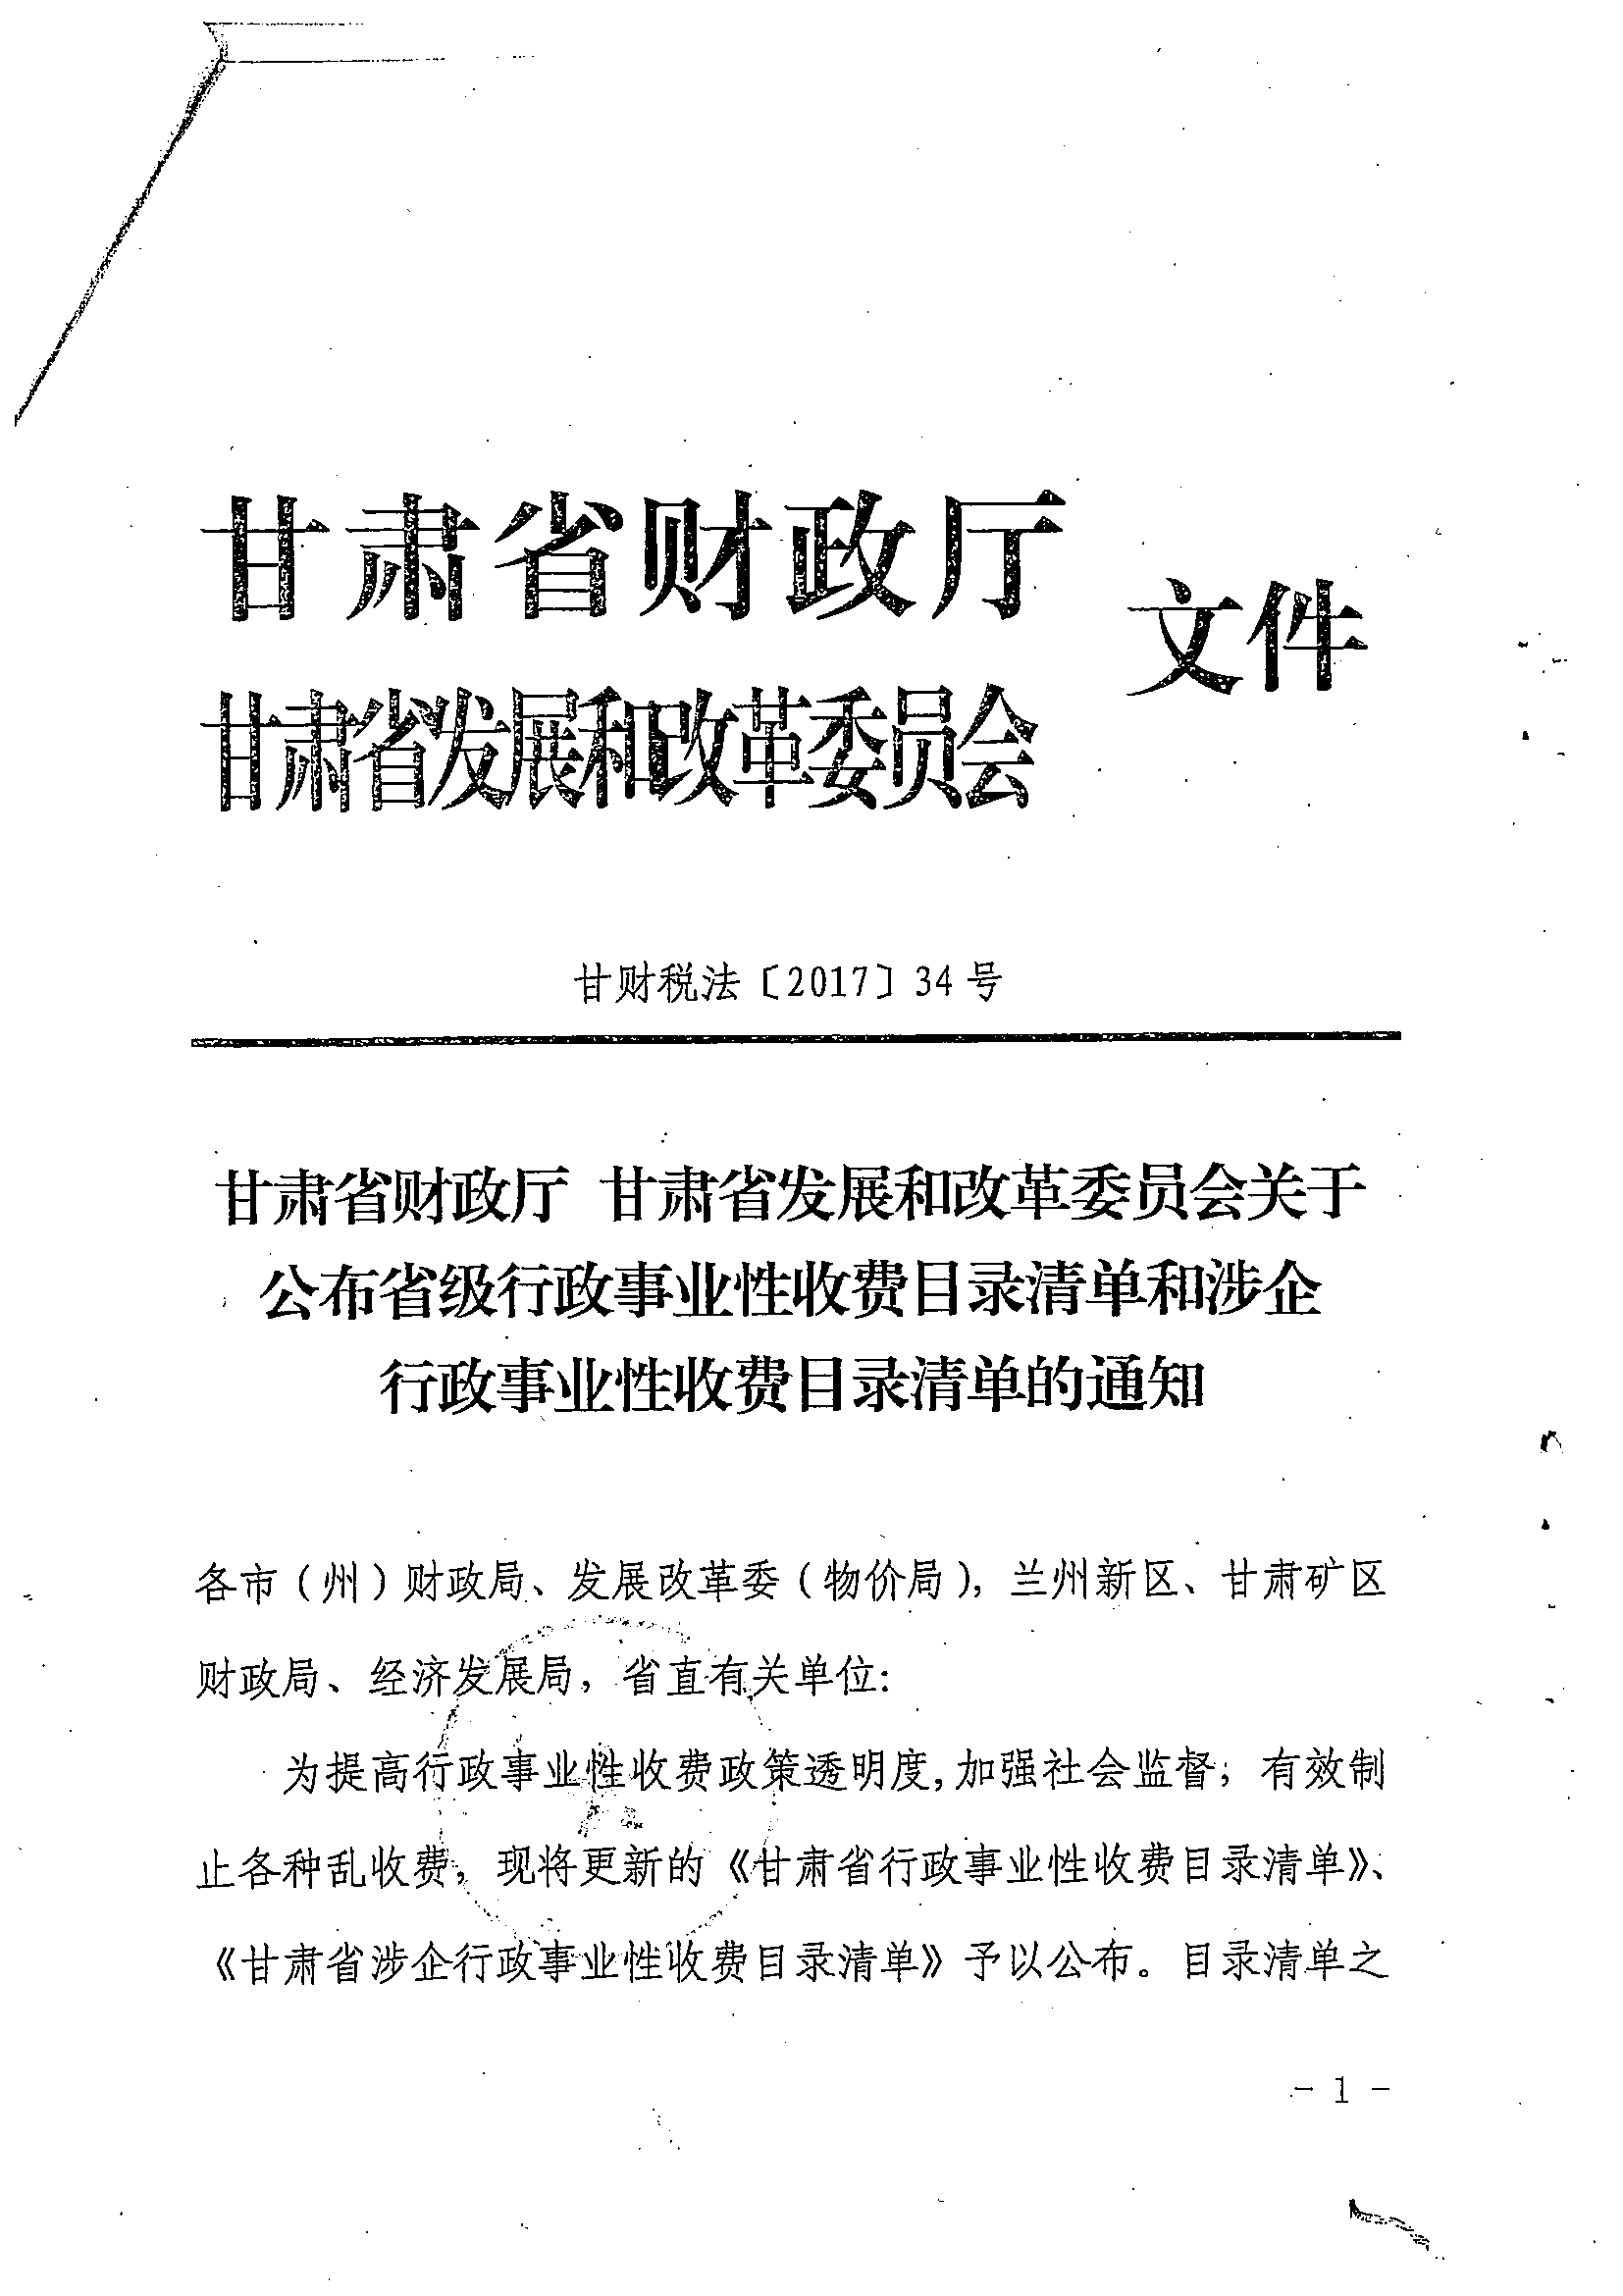 甘肃省财政厅
文件
甘肃省发展和改革委员会
甘财税法〔2017〕34号
甘肃省财政厅 甘肃省发展和改革委员会关于
公布省级行政事业性收费目录清单和涉企
行政事业性收费目录清单的通知
各市（州）财政局、发展改革委（物价局），兰州新区、甘肃矿区
财政局、经济发展局，省直有关单位：
为提高行政事业性收费政策透明度，加强社会监督；有效制
止各种乱收费，现将更新的《甘肃省行政事业性收费目录清单》、
《甘肃省涉企行政事业性收费目录清单》予以公布。目录清单之
- 1 -